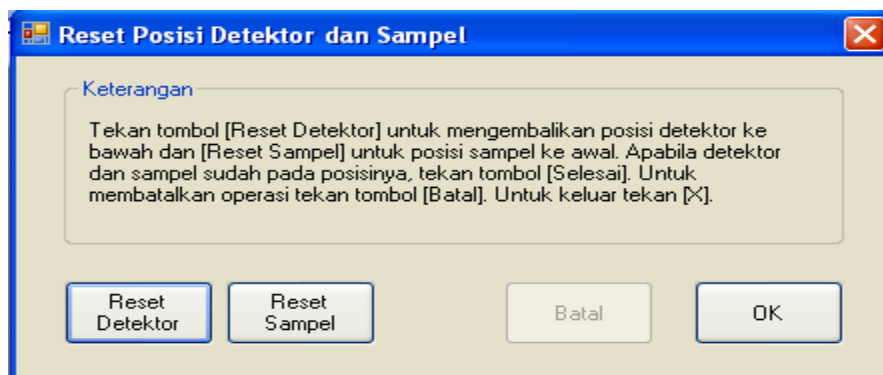 Reset Posisi Detektor dan Sampel
Keterangan
Tekan tombol [Reset Detektor] untuk mengembalikan posisi detektor ke
bawah dan [Reset Sampel] untuk posisi sampel ke awal. Apabila detektor
dan sampel sudah pada posisinya, tekan tombol [Selesai]. Untuk
membatalkan operasi tekan tombol [Batal]. Untuk keluar tekan [X].
Reset
Detektor
Reset
Sampel
Batal
OK